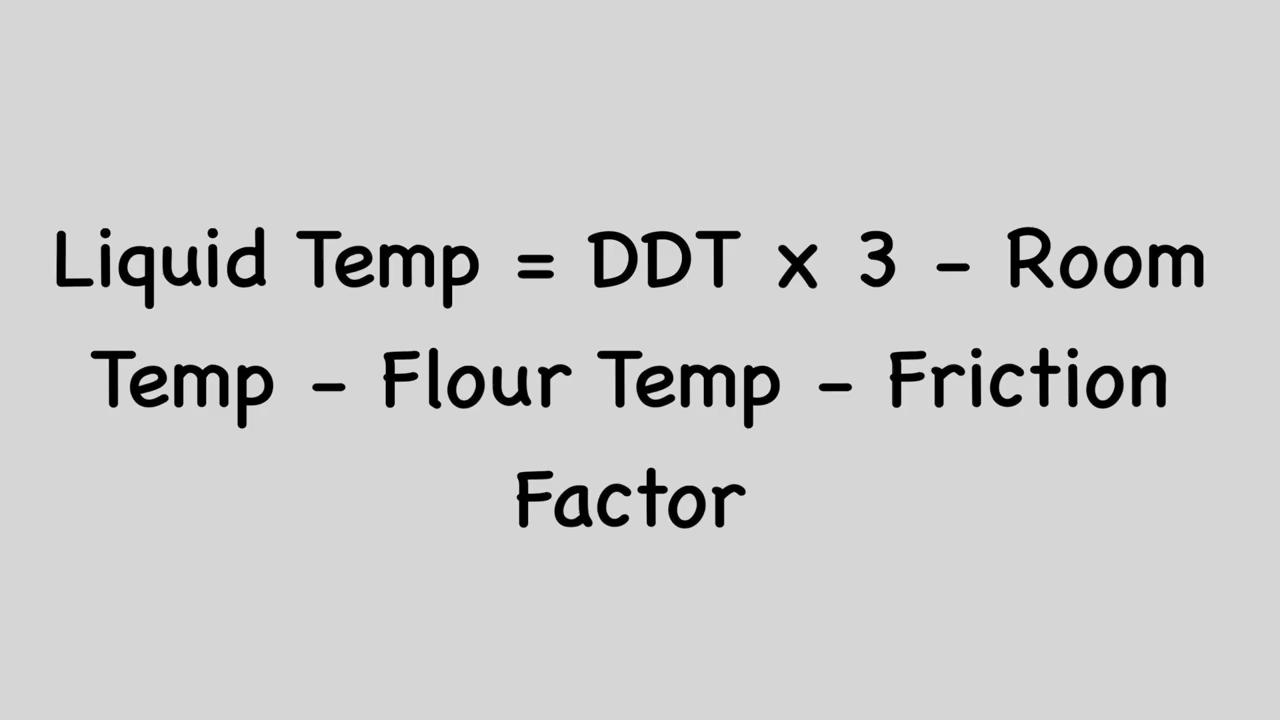 Liquid Temp = DDT x 3 - Room
Temp - Flour Temp - Friction
Factor